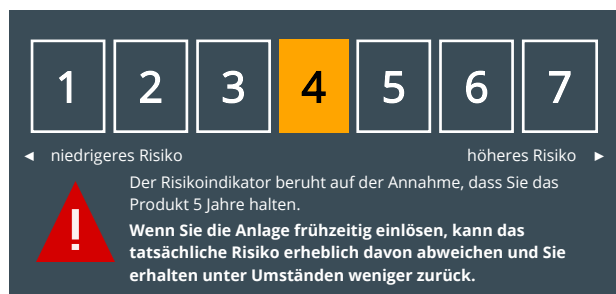 1 2 3 4 5 6 7
◄ niedrigeres Risiko höheres Risiko ►
Der Risikoindikator beruht auf der Annahme, dass Sie das
Produkt 5 Jahre halten.
Wenn Sie die Anlage frühzeitig einlösen, kann das
tatsächliche Risiko erheblich davon abweichen und Sie
erhalten unter Umständen weniger zurück.
!